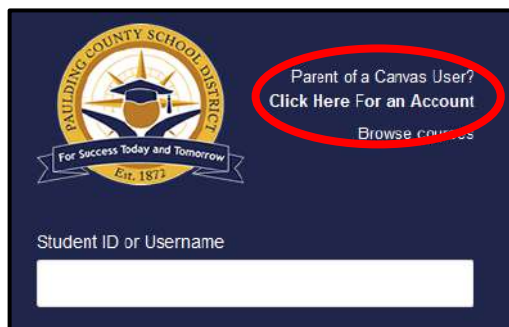 PAULDING COUNTY SCHOOL DISTRICT
For Success Today and Tomorrow
Est. 1872
Parent of a Canvas User?
Click Here For an Account
Browse courses
Student ID or Username